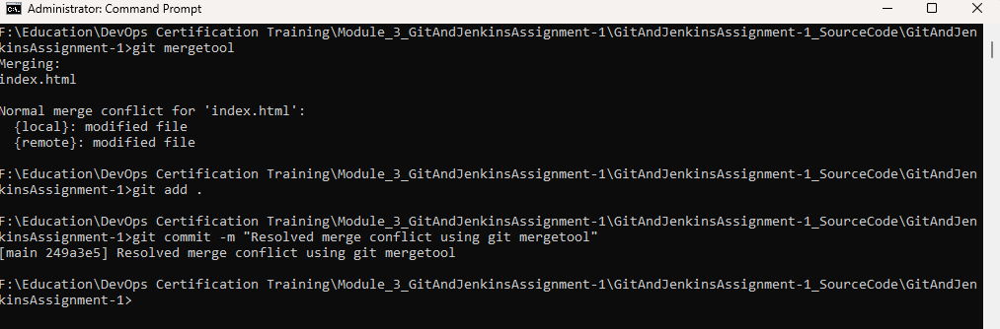 Administrator: Command Prompt
F:\Education\DevOps Certification Training\Module_3_GitAndJenkinsAssignment-1\GitAndJenkinsAssignment-1_SourceCode\GitAndJen
kinsAssignment-1>git mergetool
Merging:
index.html
Normal merge conflict for 'index.html':
  {local}: modified file
  {remote}: modified file
F:\Education\DevOps Certification Training\Module_3_GitAndJenkinsAssignment-1\GitAndJenkinsAssignment-1_SourceCode\GitAndJen
kinsAssignment-1>git add .
F:\Education\DevOps Certification Training\Module_3_GitAndJenkinsAssignment-1\GitAndJenkinsAssignment-1_SourceCode\GitAndJen
kinsAssignment-1>git commit -m "Resolved merge conflict using git mergetool"
[main 249a3e5] Resolved merge conflict using git mergetool
F:\Education\DevOps Certification Training\Module_3_GitAndJenkinsAssignment-1\GitAndJenkinsAssignment-1_SourceCode\GitAndJen
kinsAssignment-1>